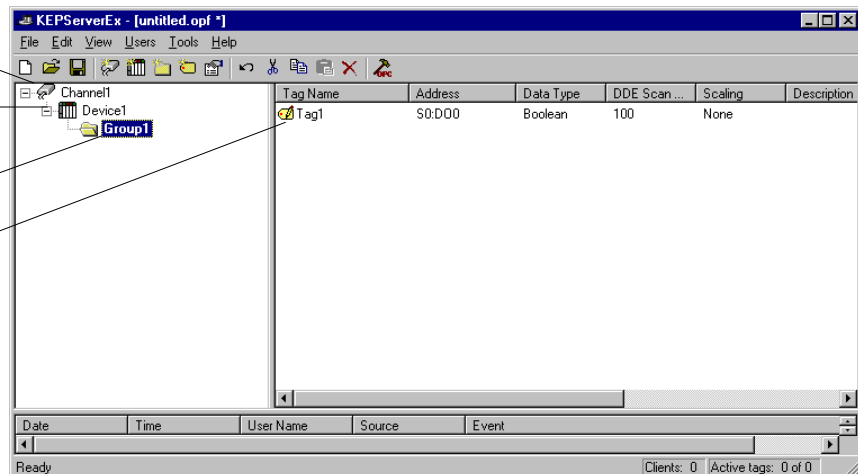 KEPServerEx - [untitled.opf *]
File Edit View Users Tools Help
OPC
Channel1
Device1
Group1
Tag Name Address Data Type DDE Scan ... Scaling Description
Tag1 S0:DO0 Boolean 100 None
Date Time User Name Source Event
Ready Clients: 0 Active tags: 0 of 0